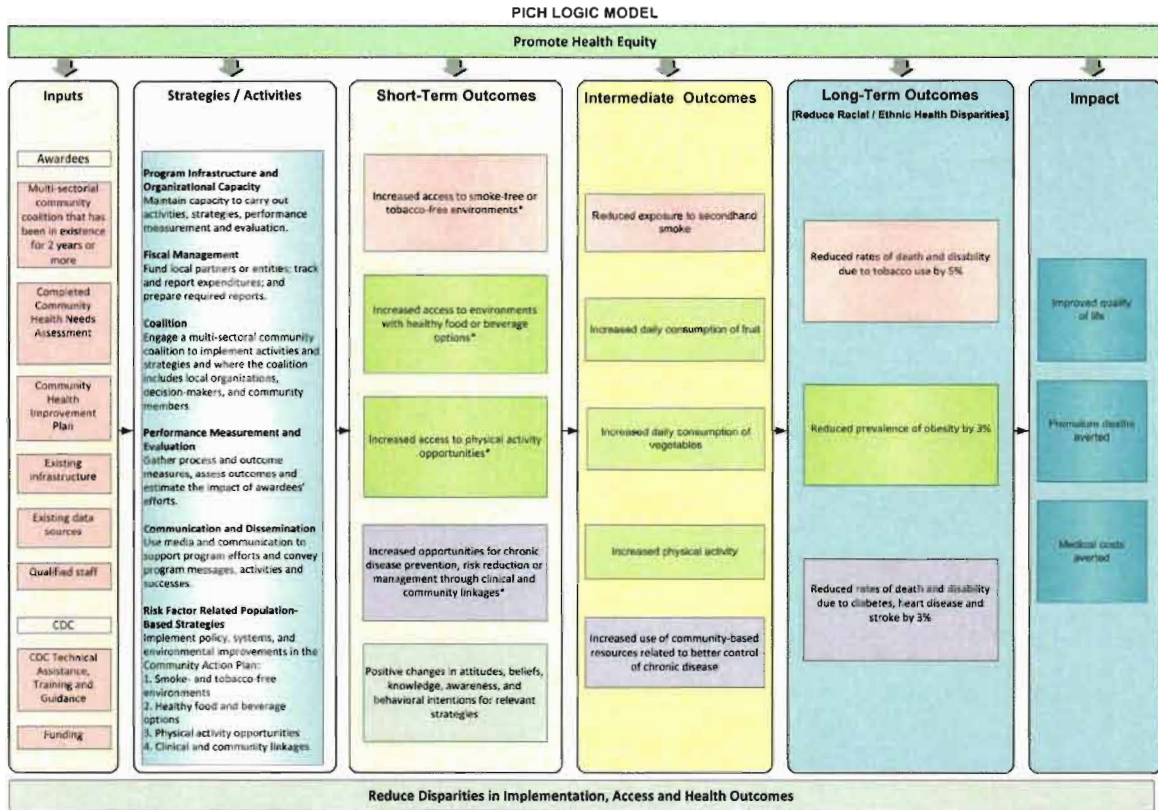 PICH LOGIC MODEL
Promote Health Equity
Inputs
Awardees
Multi-sectorial
community
coalition that has
been in existence
for 2 years or
more
Completed
Community
Health Needs
Assessment
Community
Health
Improvement
Plan
Existing
infrastructure
Existing data
sources
Qualified staff
CDC
CDC Technical
Assistance,
Training and
Guidance
Funding
Strategies / Activities
Program Infrastructure and
Organizational Capacity
Maintain capacity to carry out
activities, strategies, performance
measurement and evaluation.
Fiscal Management
Fund local partners or entities; track
and report expenditures; and
prepare required reports.
Coalition
Engage a multi-sectoral community
coalition to implement activities and
strategies and where the coalition
includes local organizations,
decision-makers, and community
members.
Performance Measurement and
Evaluation
Gather process and outcome
measures, assess outcomes and
estimate the impact of awardees'
efforts.
Communication and Dissemination
Use media and communication to
support program efforts and convey
program messages, activities and
successes.
Risk Factor Related Population-
Based Strategies
Implement policy, systems, and
environmental improvements in the
Community Action Plan:
1. Smoke- and tobacco-free
environments
2. Healthy food and beverage
options
3. Physical activity opportunities
4. Clinical and community linkages
Short-Term Outcomes
Increased access to smoke-free or
tobacco-free environments*
Increased access to environments
with healthy food or beverage
options*
Increased access to physical activity
opportunities*
Increased opportunities for chronic
disease prevention, risk reduction or
management through clinical and
community linkages*
Positive changes in attitudes, beliefs,
knowledge, awareness, and
behavioral intentions for relevant
strategies
Intermediate Outcomes
Reduced exposure to secondhand
smoke
Increased daily consumption of fruit
Increased daily consumption of
vegetables
Increased physical activity
Increased use of community-based
resources related to better control
of chronic disease
Long-Term Outcomes
[Reduce Racial / Ethnic Health Disparities]
Reduced rates of death and disability
due to tobacco use by 5%
Reduced prevalence of obesity by 3%
Reduced rates of death and disability
due to diabetes, heart disease and
stroke by 3%
Impact
Improved quality
of life
Premature deaths
averted
Medical costs
averted
Reduce Disparities in Implementation, Access and Health Outcomes